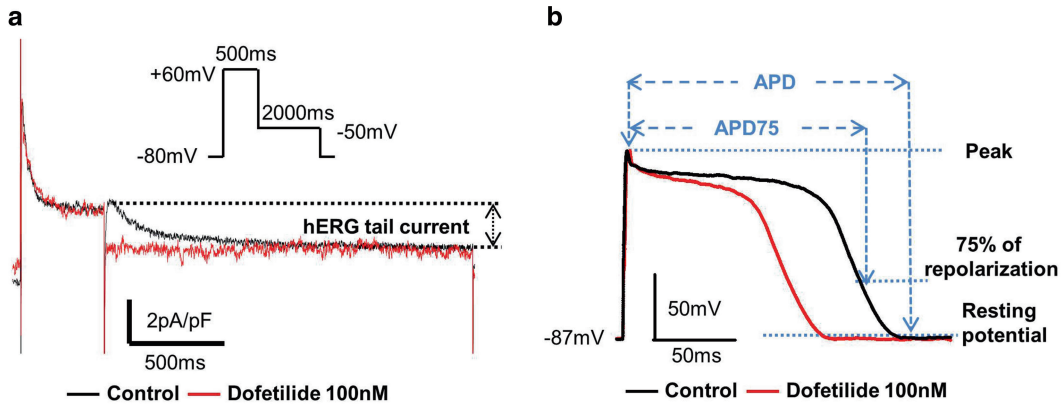 a
500ms
+60mV
2000ms
-50mV
-80mV
hERG tail current
2pA/pF
500ms
Control
Dofetilide 100nM
b
APD
APD75
Peak
75% of
repolarization
Resting
potential
50mV
-87mV
50ms
Control
Dofetilide 100nM